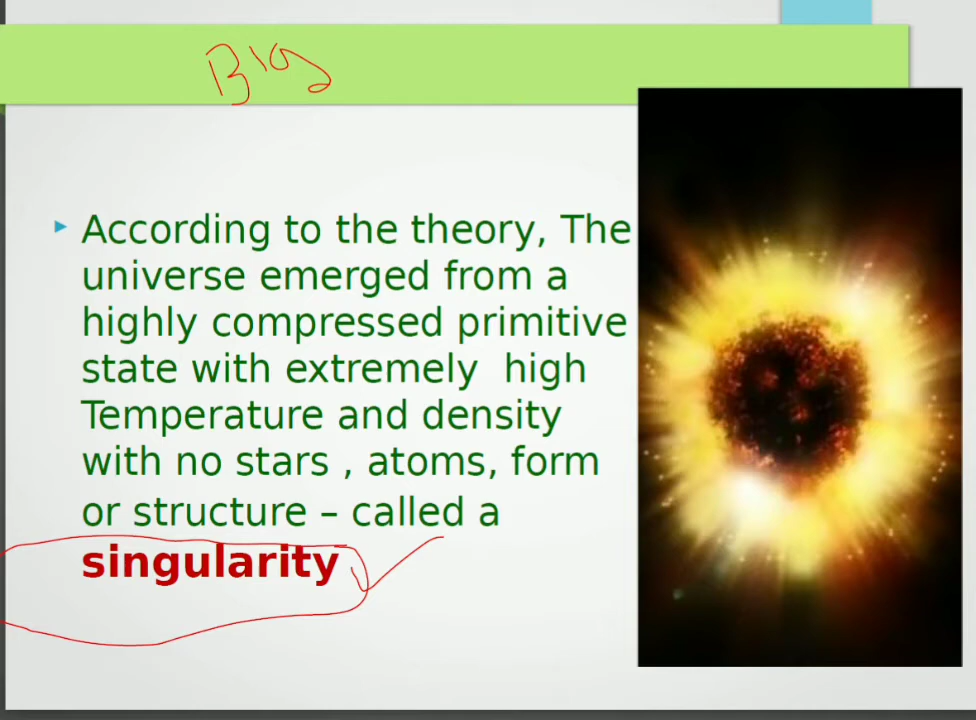 Big
According to the theory, The
universe emerged from a
highly compressed primitive
state with extremely high
Temperature and density
with no stars , atoms, form
or structure – called a
singularity